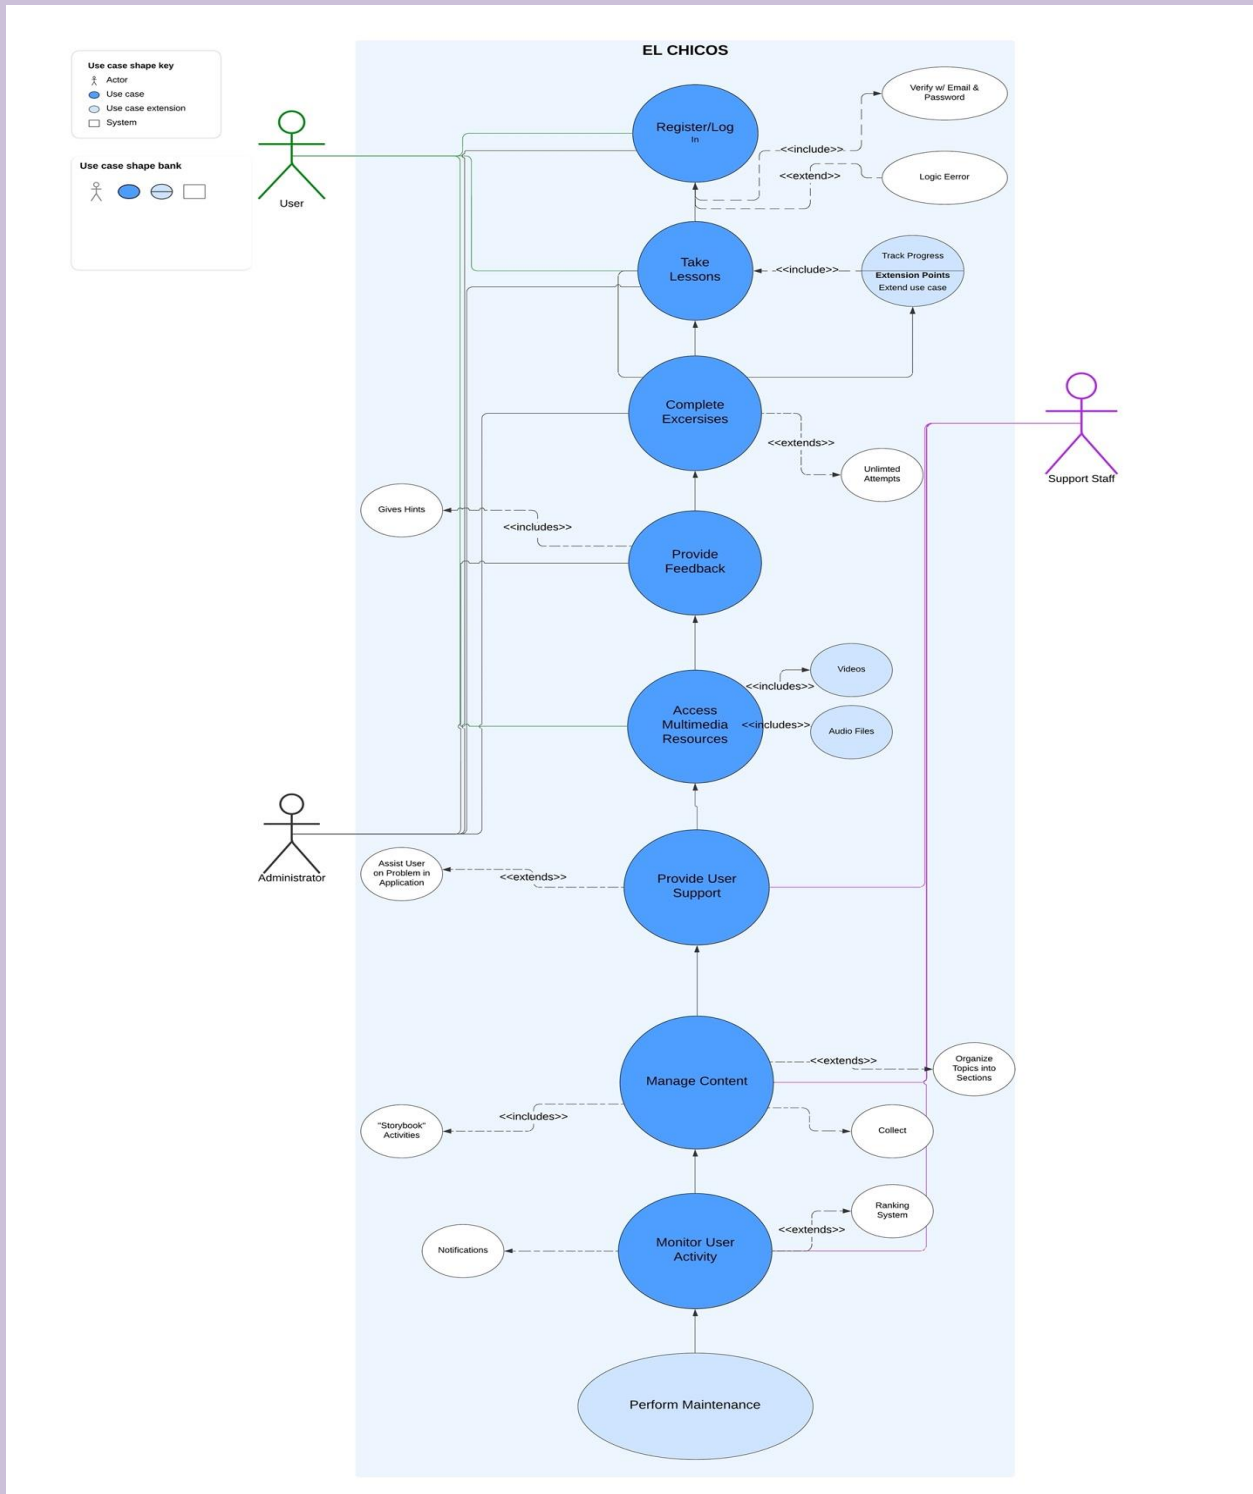 EL CHICOS
Use case shape key
Actor
Use case
Use case extension
System
Use case shape bank
User
Register/Log
In
Verify w/ Email &
Password
<<include>>
<<extend>>
Logic Eerror
Take
Lessons
<<include>>
Track Progress
Extension Points
Extend use case
Complete
Excersises
<<extends>>
Unlimted
Attempts
Support Staff
Gives Hints
<<includes>>
Provide
Feedback
Access
Multimedia
Resources
<<includes>>
Videos
<<includes>>
Audio Files
Administrator
Assist User
on Problem in
Application
<<extends>>
Provide User
Support
Manage Content
<<extends>>
Organize
Topics into
Sections
"Storybook"
Activities
<<includes>>
Collect
Monitor User
Activity
<<extends>>
Ranking
System
Notifications
Perform Maintenance